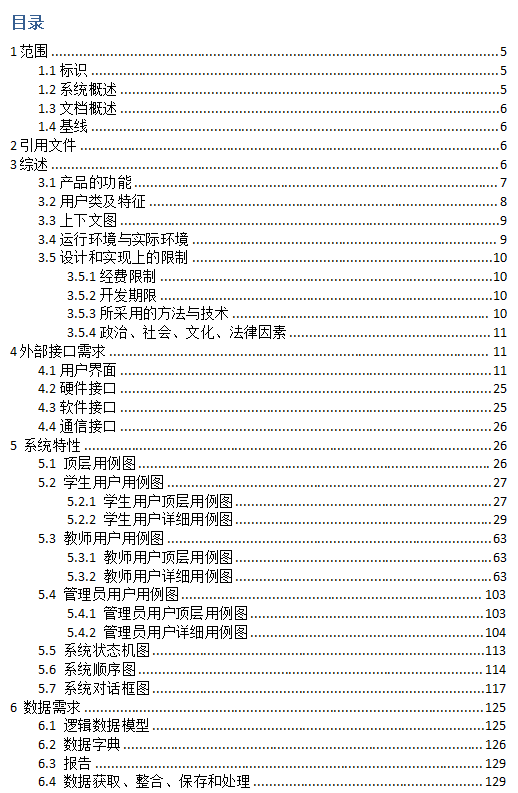 目录
1 范围 5
1.1 标识 5
1.2 系统概述 5
1.3 文档概述 6
1.4 基线 6
2 引用文件 6
3 综述 6
3.1 产品的功能 7
3.2 用户类及特征 8
3.3 上下文图 9
3.4 运行环境与实际环境 9
3.5 设计和实现上的限制 10
3.5.1 经费限制 10
3.5.2 开发期限 10
3.5.3 所采用的方法与技术 10
3.5.4 政治、社会、文化、法律因素 11
4 外部接口需求 11
4.1 用户界面 11
4.2 硬件接口 25
4.3 软件接口 25
4.4 通信接口 26
5 系统特性 26
5.1 顶层用例图 26
5.2 学生用户用例图 27
5.2.1 学生用户顶层用例图 27
5.2.2 学生用户详细用例图 29
5.3 教师用户用例图 63
5.3.1 教师用户顶层用例图 63
5.3.2 教师用户详细用例图 63
5.4 管理员用户用例图 103
5.4.1 管理员用户顶层用例图 103
5.4.2 管理员用户详细用例图 104
5.5 系统状态机图 113
5.6 系统顺序图 114
5.7 系统对话框图 117
6 数据需求 125
6.1 逻辑数据模型 125
6.2 数据字典 126
6.3 报告 129
6.4 数据获取、整合、保存和处理 129